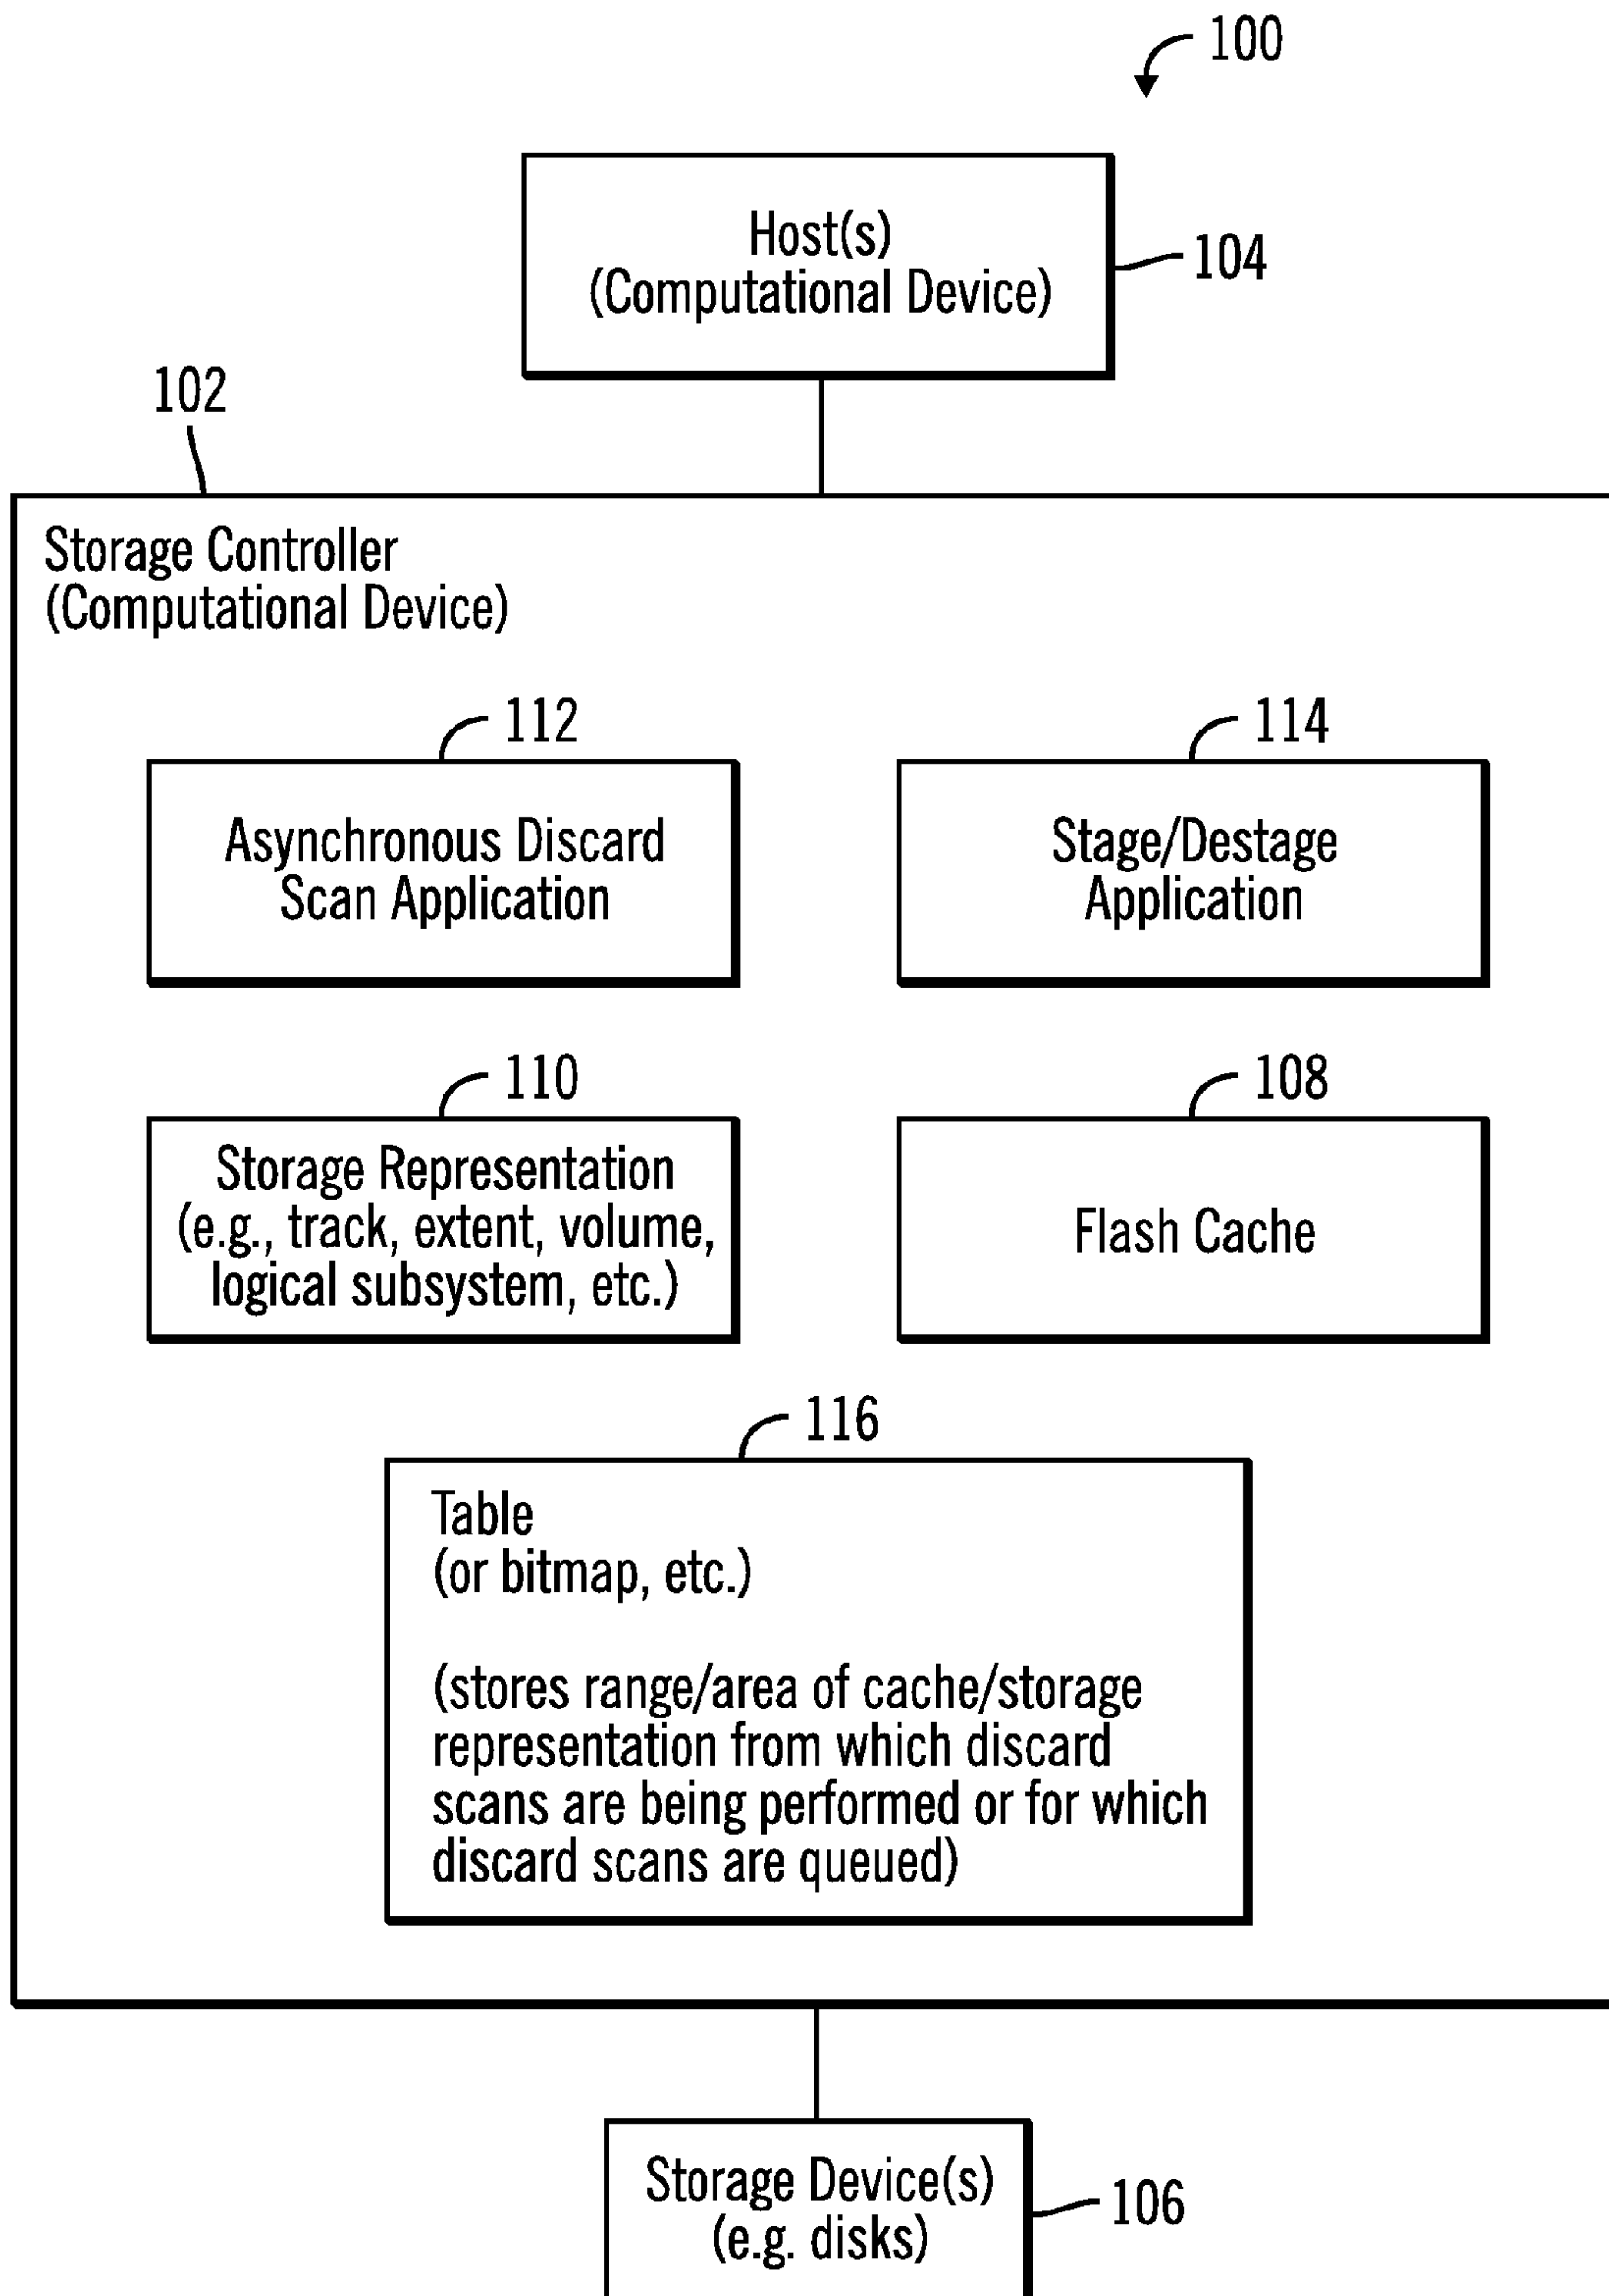 100
Host(s)
(Computational Device)
104
102
Storage Controller
(Computational Device)
112
Asynchronous Discard
Scan Application
114
Stage/Destage
Application
110
Storage Representation
(e.g., track, extent, volume,
logical subsystem, etc.)
108
Flash Cache
116
Table
(or bitmap, etc.)
(stores range/area of cache/storage
representation from which discard
scans are being performed or for which
discard scans are queued)
Storage Device(s)
(e.g. disks)
106